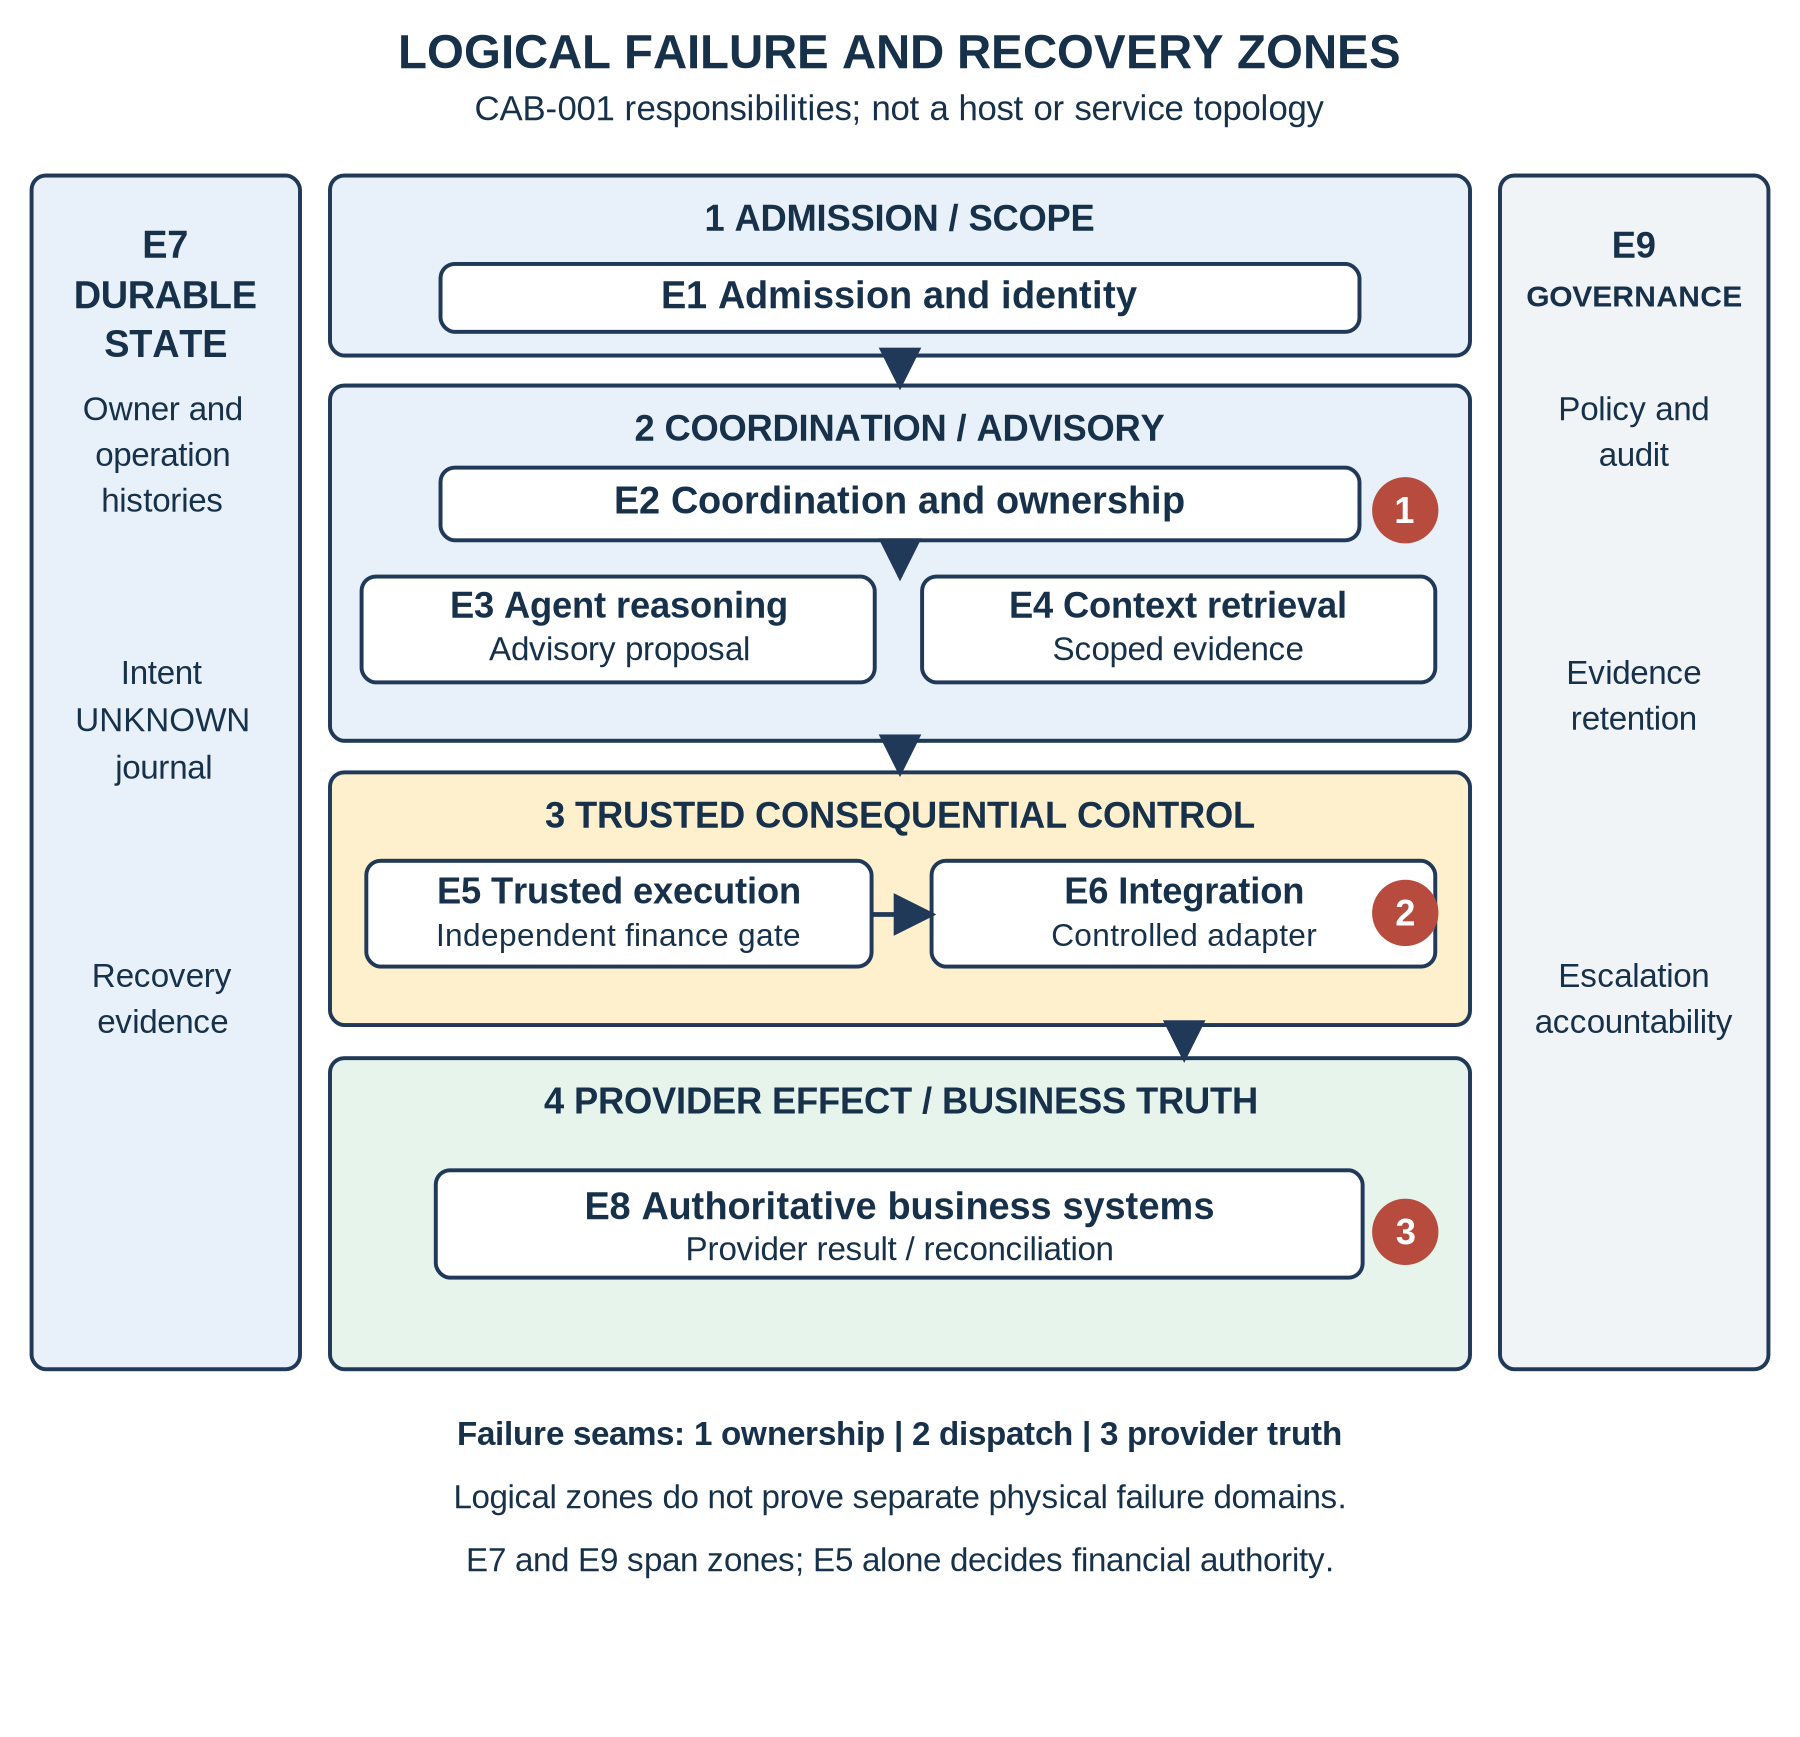 LOGICAL FAILURE AND RECOVERY ZONES
CAB-001 responsibilities; not a host or service topology
E7
DURABLE
STATE
Owner and
operation
histories
Intent
UNKNOWN
journal
Recovery
evidence
1 ADMISSION / SCOPE
E1 Admission and identity
2 COORDINATION / ADVISORY
E2 Coordination and ownership
1
E3 Agent reasoning
Advisory proposal
E4 Context retrieval
Scoped evidence
3 TRUSTED CONSEQUENTIAL CONTROL
E5 Trusted execution
Independent finance gate
E6 Integration
Controlled adapter
2
4 PROVIDER EFFECT / BUSINESS TRUTH
E8 Authoritative business systems
Provider result / reconciliation
3
E9
GOVERNANCE
Policy and
audit
Evidence
retention
Escalation
accountability
Failure seams: 1 ownership | 2 dispatch | 3 provider truth
Logical zones do not prove separate physical failure domains.
E7 and E9 span zones; E5 alone decides financial authority.